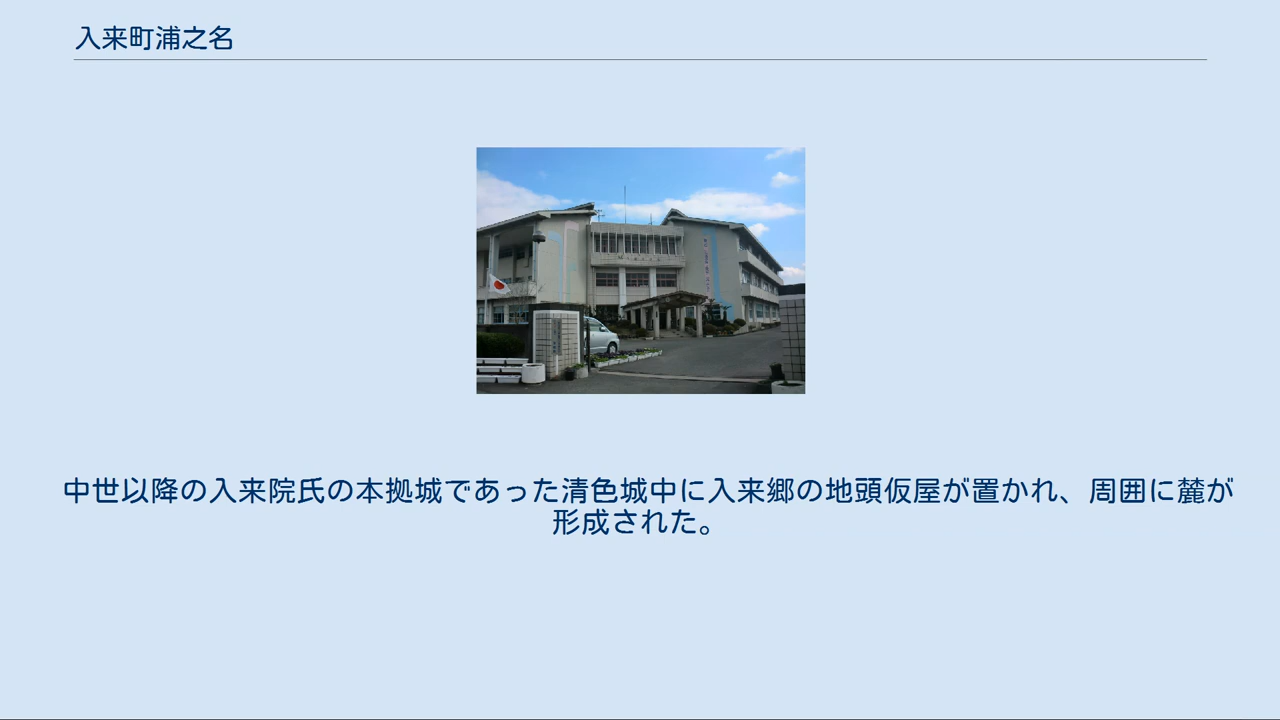 入来町浦之名
中世以降の入来院氏の本拠城であった清色城中に入来郷の地頭仮屋が置かれ、周囲に麓が
形成された。